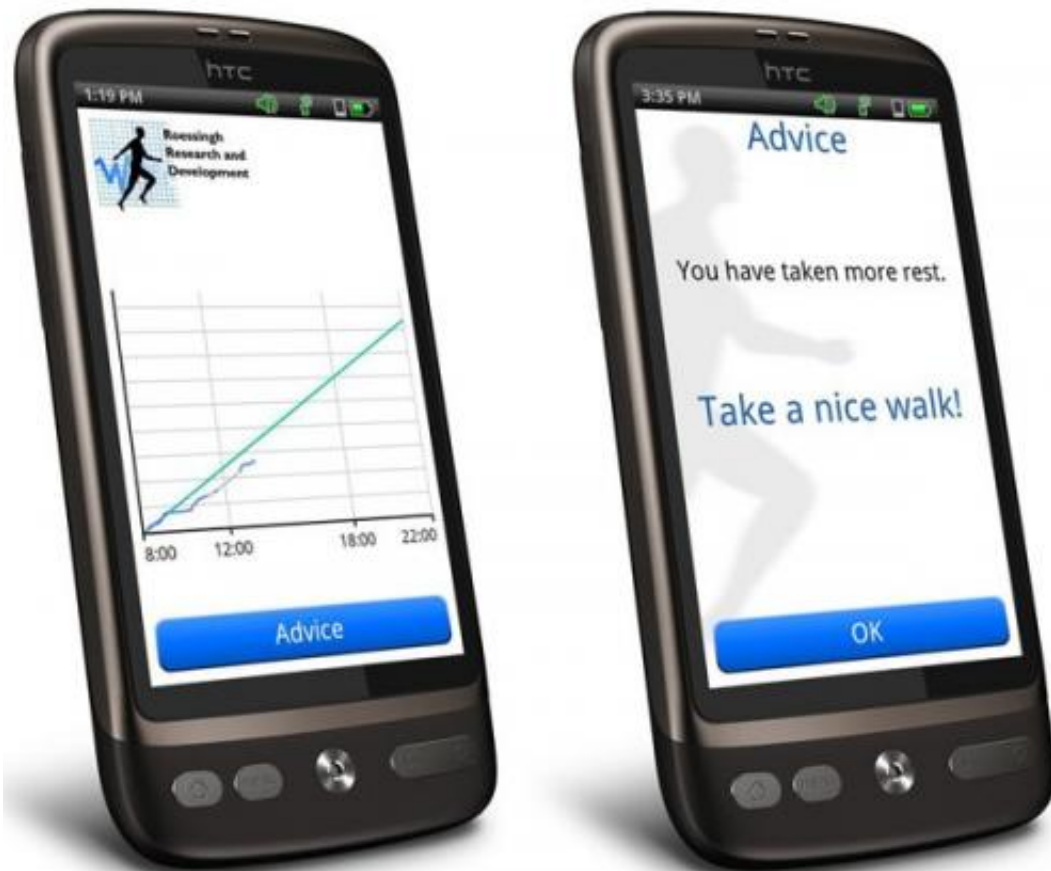 hTC
1:19 PM
Roessingh
Research and
Development
8:00 12:00 18:00 22:00
Advice
hTC
3:35 PM
Advice
You have taken more rest.
Take a nice walk!
OK